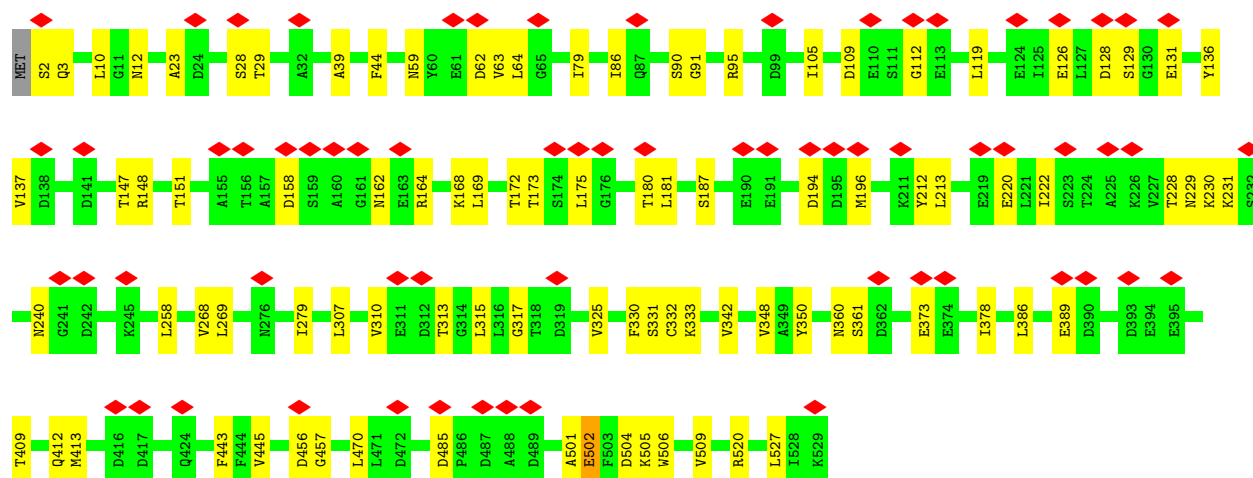 MET S2 Q3 L10 G11 N12 A23 D24 S28 T29 A32 A39 F44 N59 Y60 E61 D62 V63 L64 G65 I79 I86 Q87 S90 G91 R95 D99 I105 D109 E110 S111 G112 E113 L119 E124 I125 E126 L127 D128 S129 G130 E131 Y136
V137 D138 D141 T147 R148 T151 A155 T156 A157 D158 S159 A160 G161 N162 E163 R164 K168 L169 T172 T173 S174 L175 G176 T180 L181 S187 E190 E191 D194 D195 M196 K211 Y212 L213 E219 E220 L221 I222 S223 T224 A225 K226 V227 T228 N229 K230 K231 S232
N240 G241 D242 K245 L258 V268 L269 N276 I279 L307 V310 E311 D312 T313 G314 L315 L316 G317 T318 D319 V325 F330 S331 C332 K333 V342 V348 A349 Y350 N360 S361 D362 E373 E374 I378 L386 E389 D390 D393 E394 E395
T409 Q412 M413 D416 D417 Q424 F443 F444 V445 D456 G457 L470 L471 D472 D485 P486 D487 A488 D489 A501 E502 F503 D504 K505 W506 V509 R520 L527 I528 K529